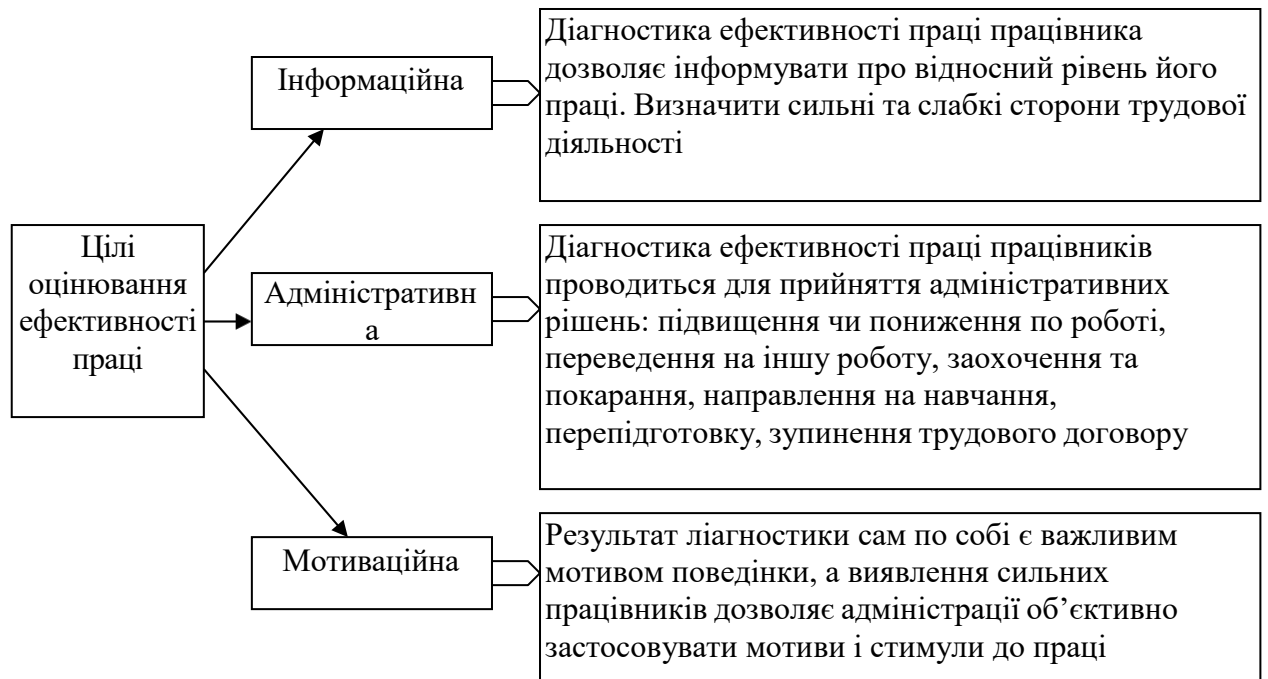 Цілі
оцінювання
ефективності
праці
Інформаційна
Діагностика ефективності праці працівника
дозволяє інформувати про відносний рівень його
праці. Визначити сильні та слабкі сторони трудової
діяльності
Адміністративн
а
Діагностика ефективності праці працівників
проводиться для прийняття адміністративних
рішень: підвищення чи пониження по роботі,
переведення на іншу роботу, заохочення та
покарання, направлення на навчання,
перепідготовку, зупинення трудового договору
Мотиваційна
Результат ліагностики сам по собі є важливим
мотивом поведінки, а виявлення сильних
працівників дозволяє адміністрації об’єктивно
застосовувати мотиви і стимули до праці